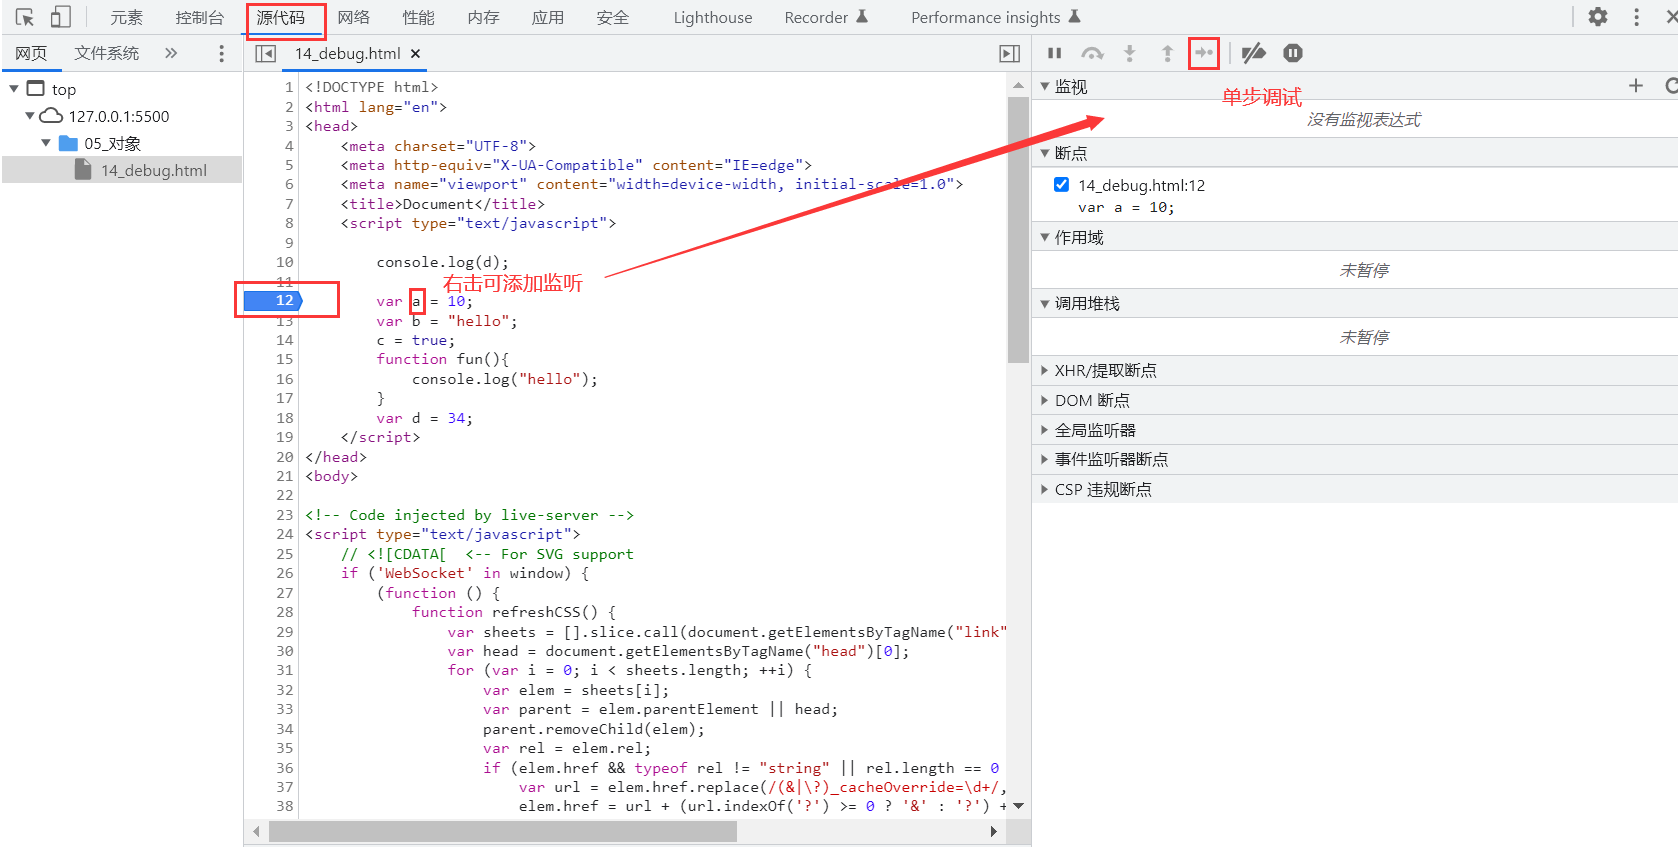 元素 控制台 源代码 网络 性能 内存 应用 安全 Lighthouse Recorder Performance insights
网页 文件系统 »
14_debug.html ×
top
127.0.0.1:5500
05_对象
14_debug.html
1 <!DOCTYPE html>
2 <html lang="en">
3 <head>
4 <meta charset="UTF-8">
5 <meta http-equiv="X-UA-Compatible" content="IE=edge">
6 <meta name="viewport" content="width=device-width, initial-scale=1.0">
7 <title>Document</title>
8 <script type="text/javascript">
9
10 console.log(d);
11
右击可添加监听
12 var a = 10;
13 var b = "hello";
14 c = true;
15 function fun(){
16 console.log("hello");
17 }
18 var d = 34;
19 </script>
20 </head>
21 <body>
22
23 <!-- Code injected by live-server -->
24 <script type="text/javascript">
25 // <![CDATA[  <-- For SVG support
26 if ('WebSocket' in window) {
27 (function () {
28 function refreshCSS() {
29 var sheets = [].slice.call(document.getElementsByTagName("link"
30 var head = document.getElementsByTagName("head")[0];
31 for (var i = 0; i < sheets.length; ++i) {
32 var elem = sheets[i];
33 var parent = elem.parentElement || head;
34 parent.removeChild(elem);
35 var rel = elem.rel;
36 if (elem.href && typeof rel != "string" || rel.length == 0
37 var url = elem.href.replace(/(&|\?)_cacheOverride=\d+/,
38 elem.href = url + (url.indexOf('?') >= 0 ? '&' : '?') +
监视
单步调试
没有监视表达式
断点
14_debug.html:12
var a = 10;
作用域
未暂停
调用堆栈
未暂停
XHR/提取断点
DOM 断点
全局监听器
事件监听器断点
CSP 违规断点